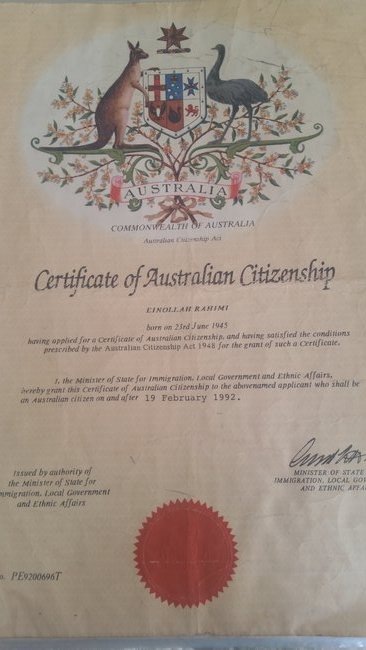 AUSTRALIA
COMMONWEALTH OF AUSTRALIA
Australian Citizenship Act
Certificate of Australian Citizenship
EINOLLAH RAHIMI
born on 23rd June 1945
having applied for a Certificate of Australian Citizenship, and having satisfied the conditions
prescribed by the Australian Citizenship Act 1948 for the grant of such a Certificate.
I, the Minister of State for Immigration, Local Government and Ethnic Affairs,
hereby grant this Certificate of Australian Citizenship to the abovenamed applicant who shall be
an Australian citizen on and after 19 February 1992.
Issued by authority of
the Minister of State for
mmigration, Local Government
and Ethnic Affairs
MINISTER OF STATE
IMMIGRATION, LOCAL GO
AND ETHNIC AFFA
o. PE9200696T